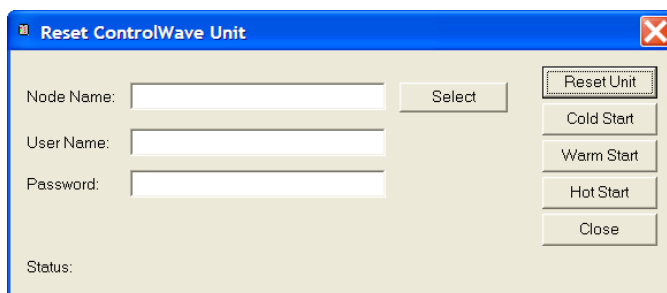 Reset ControlWave Unit
Node Name:
Select
User Name:
Password:
Reset Unit
Cold Start
Warm Start
Hot Start
Close
Status: